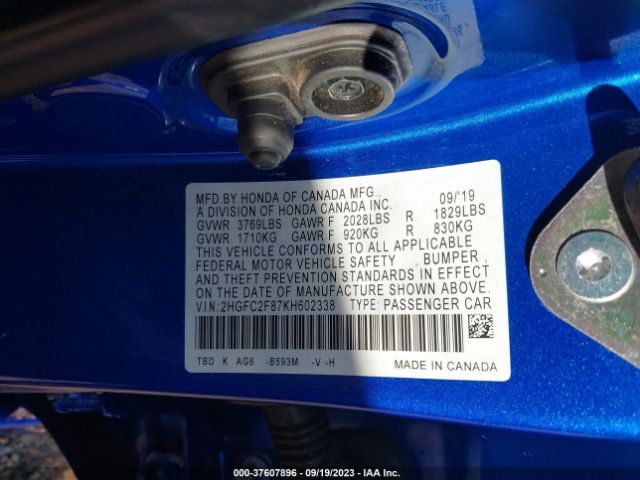 MFD.BY HONDA OF CANADA MFG.,
A DIVISION OF HONDA CANADA INC. 09/'19
GVWR 3769LBS GAWR F 2028LBS R 1829LBS
GVWR 1710KG GAWR F 920KG R 830KG
THIS VEHICLE CONFORMS TO ALL APPLICABLE
FEDERAL MOTOR VEHICLE SAFETY , BUMPER ,
AND THEFT PREVENTION STANDARDS IN EFFECT
ON THE DATE OF MANUFACTURE SHOWN ABOVE.
V.I.N.:2HGFC2F87KH602338 TYPE: PASSENGER CAR
TBD K AG6 -B593M -V -H
MADE IN CANADA
000-37607896 - 09/19/2023 - IAA Inc.